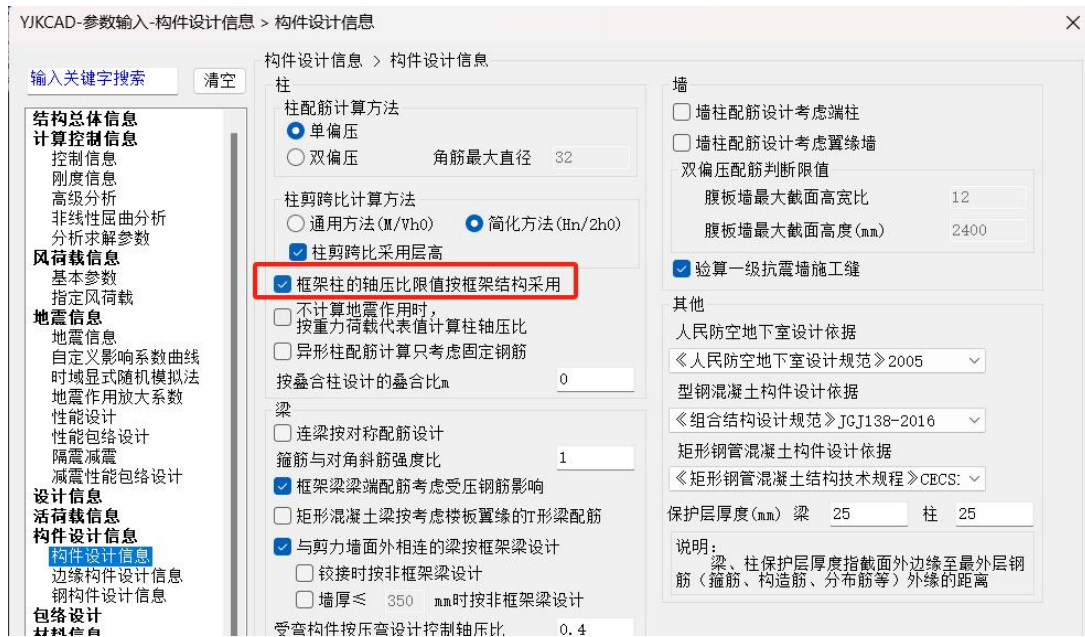 YJKCAD-参数输入-构件设计信息 > 构件设计信息
输入关键字搜索
清空
结构总体信息
计算控制信息
控制信息
刚度信息
高级分析
非线性屈曲分析
分析求解参数
风荷载信息
基本参数
指定风荷载
地震信息
地震信息
自定义影响系数曲线
时域显式随机模拟法
地震作用放大系数
性能设计
性能包络设计
隔震减震
减震性能包络设计
设计信息
活荷载信息
构件设计信息
构件设计信息
边缘构件设计信息
钢构件设计信息
包络设计
材料信息
构件设计信息 > 构件设计信息
柱
柱配筋计算方法
单偏压
双偏压 角筋最大直径 32
柱剪跨比计算方法
通用方法(M/Vh0) 简化方法(Hn/2h0)
柱剪跨比采用层高
框架柱的轴压比限值按框架结构采用
不计算地震作用时,
按重力荷载代表值计算柱轴压比
异形柱配筋计算只考虑固定钢筋
按叠合柱设计的叠合比m 0
梁
连梁按对称配筋设计
箍筋与对角斜筋强度比 1
框架梁梁端配筋考虑受压钢筋影响
矩形混凝土梁按考虑楼板翼缘的T形梁配筋
与剪力墙面外相连的梁按框架梁设计
铰接时按非框架梁设计
墙厚≤ 350 mm时按非框架梁设计
受弯构件按压弯设计控制轴压比 0.4
墙
墙柱配筋设计考虑端柱
墙柱配筋设计考虑翼缘墙
双偏压配筋判断限值
腹板墙最大截面高宽比 12
腹板墙最大截面高度(mm) 2400
验算一级抗震墙施工缝
其他
人民防空地下室设计依据
《人民防空地下室设计规范》2005
型钢混凝土构件设计依据
《组合结构设计规范》JGJ138-2016
矩形钢管混凝土构件设计依据
《矩形钢管混凝土结构技术规程》CECS:
保护层厚度(mm) 梁 25 柱 25
说明:
梁、柱保护层厚度指截面外边缘至最外层钢
筋(箍筋、构造筋、分布筋等)外缘的距离